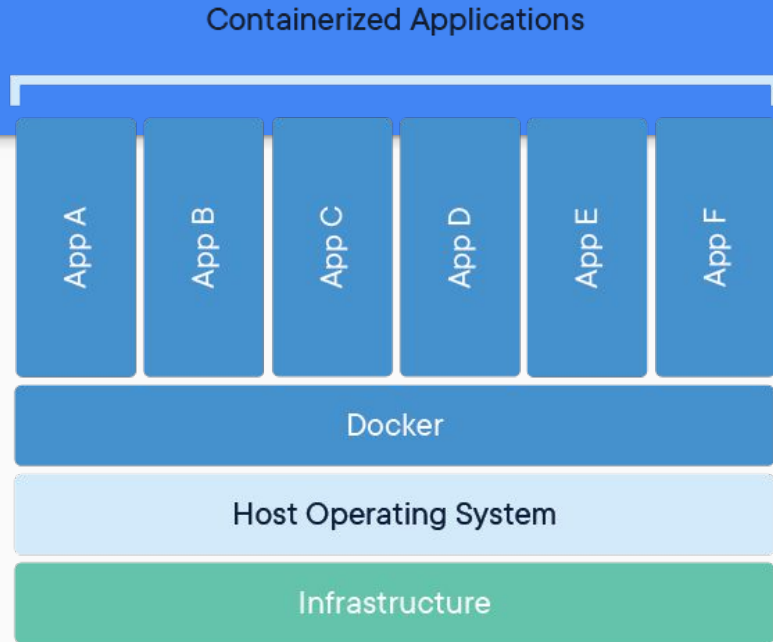 Containerized Applications
App A
App B
App C
App D
App E
App F
Docker
Host Operating System
Infrastructure